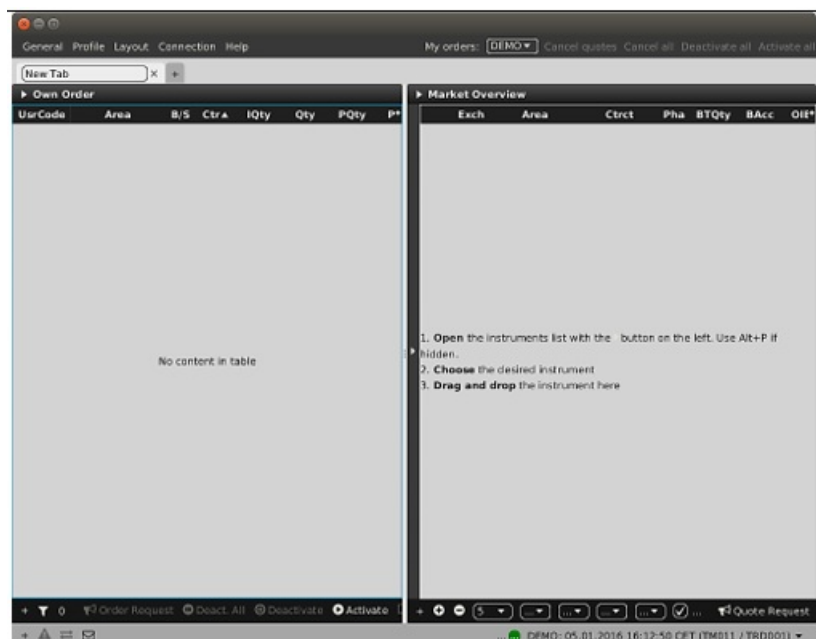 General Profile Layout Connection Help My orders: DEMO Cancel quotes Cancel all Deactivate all Activate all
New Tab × +
Own Order
UsrCode Area B/S Ctr IQty Qty PQty P*
No content in table
+ 0 Order Request Deact. All Deactivate Activate
Market Overview
Exch Area Ctrct Pha BTQty BAcc
1. Open the instruments list with the button on the left. Use Alt+P if
hidden.
2. Choose the desired instrument
3. Drag and drop the instrument here
+ 5 ... ... ... ... ... Quote Request
... DEMO: 05.01.2016 16:12:50 CET (TM011 / TRD001)